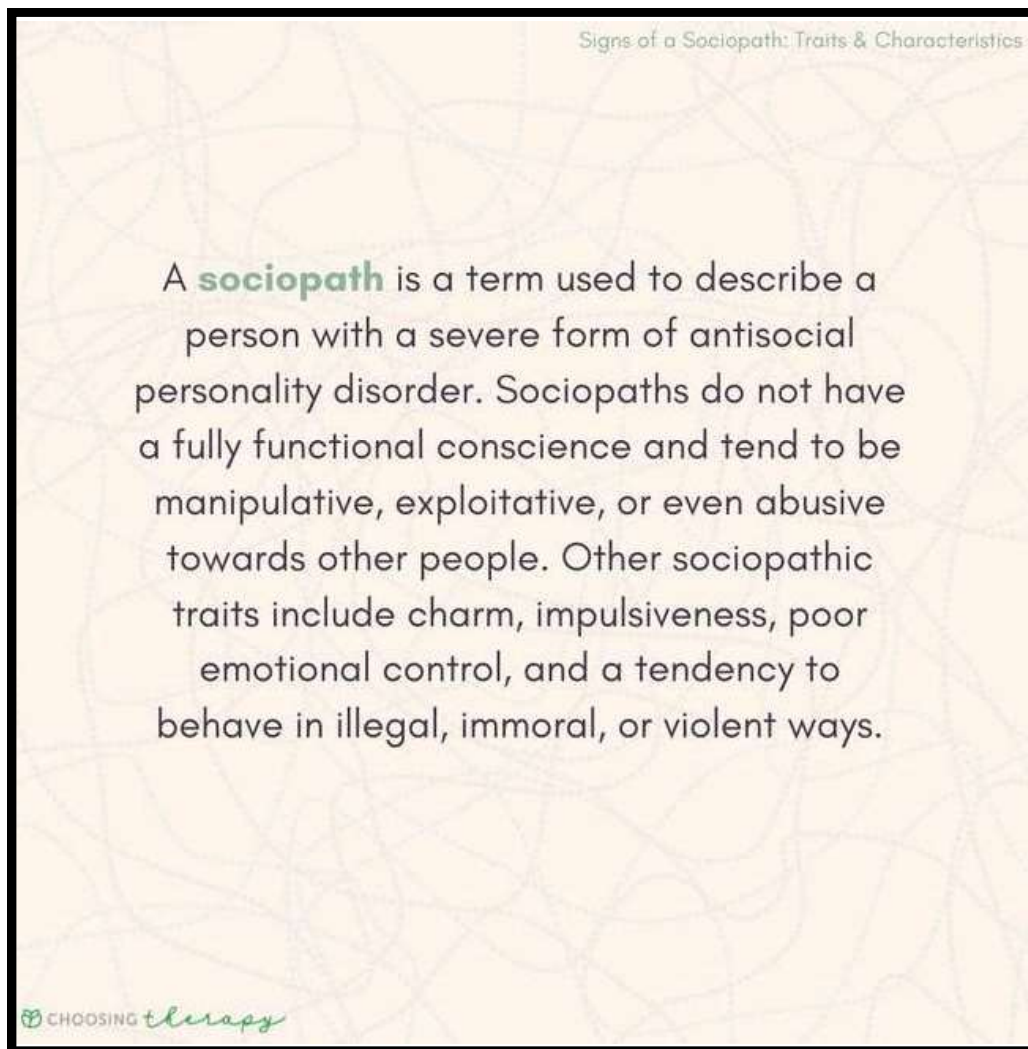 Signs of a Sociopath: Traits & Characteristics
A sociopath is a term used to describe a
person with a severe form of antisocial
personality disorder. Sociopaths do not have
a fully functional conscience and tend to be
manipulative, exploitative, or even abusive
towards other people. Other sociopathic
traits include charm, impulsiveness, poor
emotional control, and a tendency to
behave in illegal, immoral, or violent ways.
CHOOSING therapy